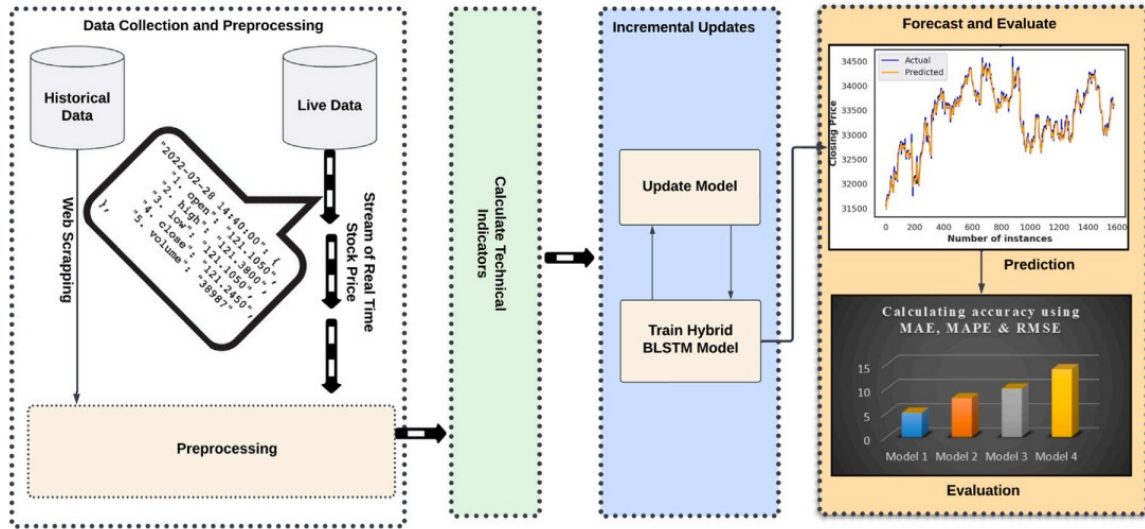 Data Collection and Preprocessing
Historical
Data
Live Data
"2022-02-28 14:40:00": {
"1. open": "121.1050",
"2. high": "121.3800",
"3. low": "121.1050",
"4. close": "121.2450",
"5. volume": "38987"
},
Web Scrapping
Stream of Real Time
Stock Price
Preprocessing
Calculate Technical
Indicators
Incremental Updates
Update Model
Train Hybrid
BLSTM Model
Forecast and Evaluate
Actual
Predicted
34500
34000
33500
33000
32500
32000
31500
Closing Price
0 200 400 600 800 1000 1200 1400 1600
Number of instances
Prediction
Calculating accuracy using
MAE, MAPE & RMSE
15
10
5
0
Model 1 Model 2 Model 3 Model 4
Evaluation